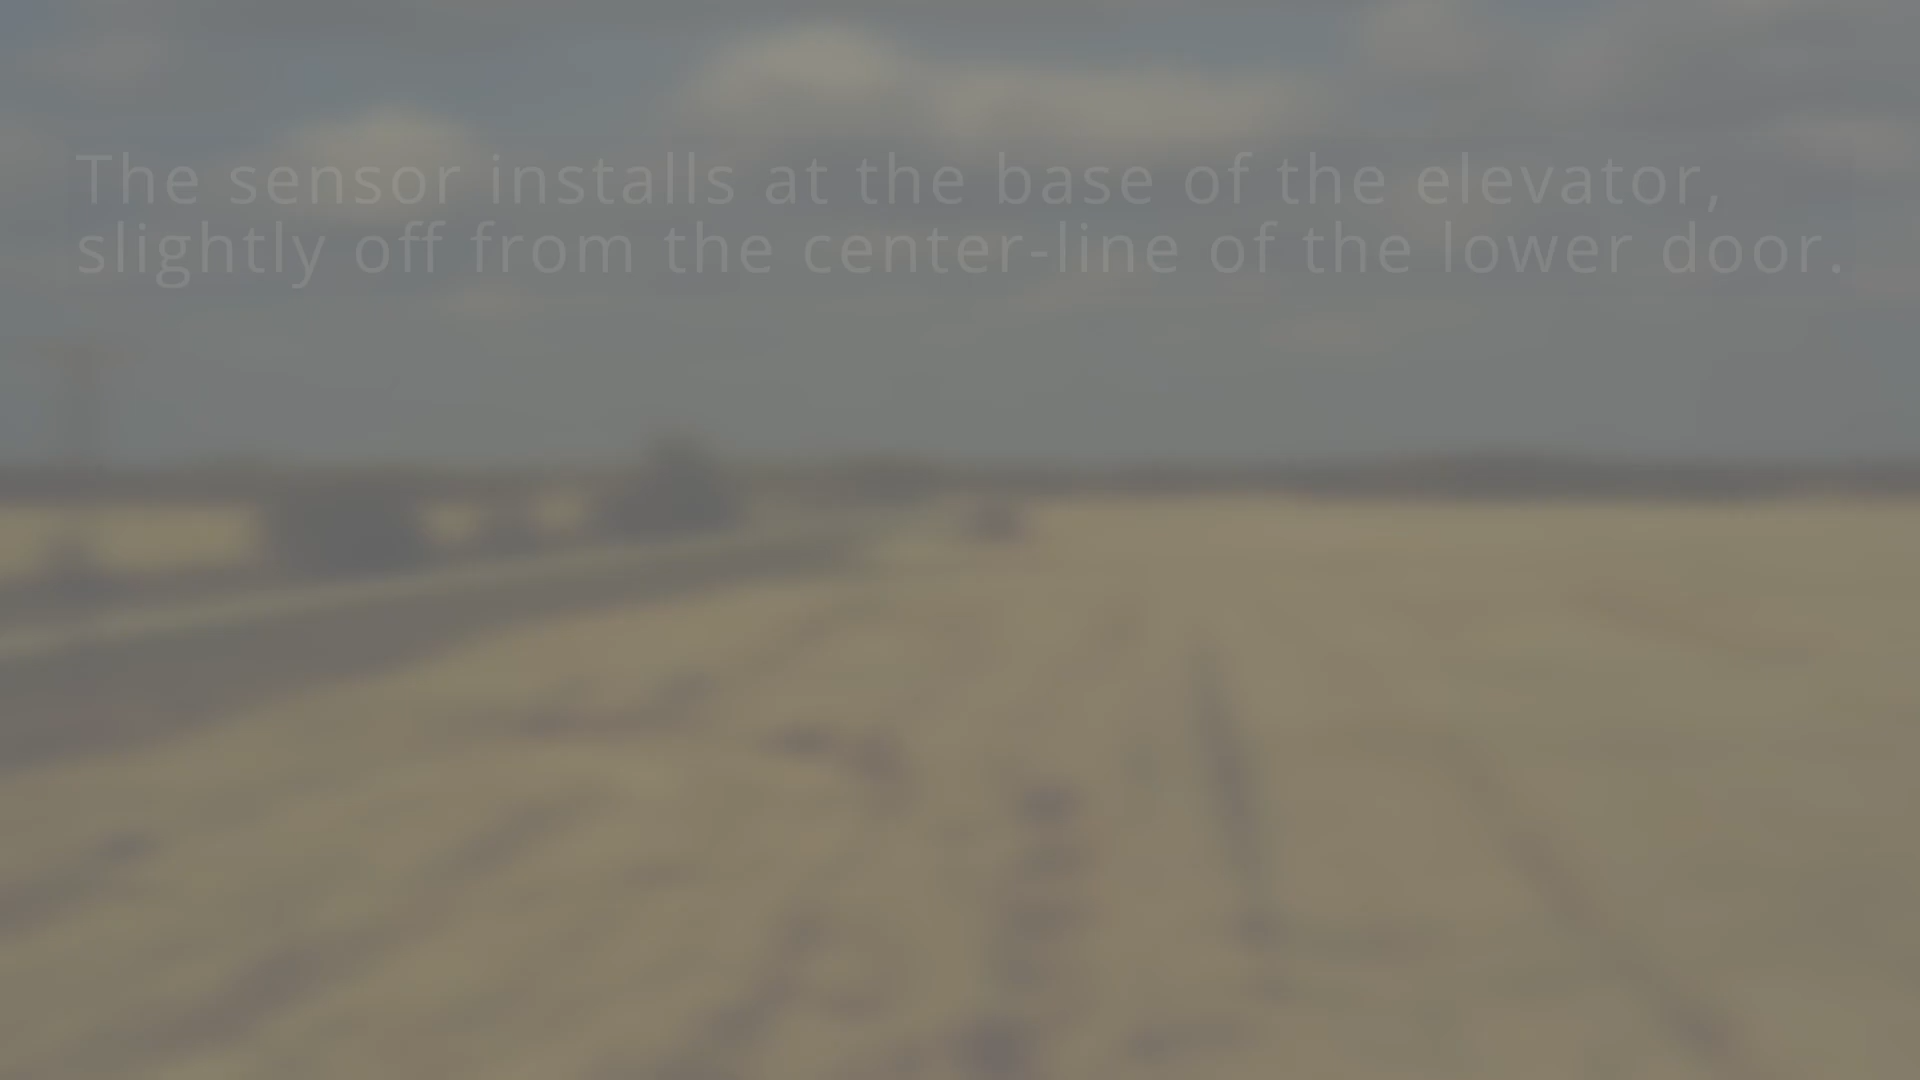 The sensor installs at the base of the elevator,
slightly off from the center-line of the lower door.